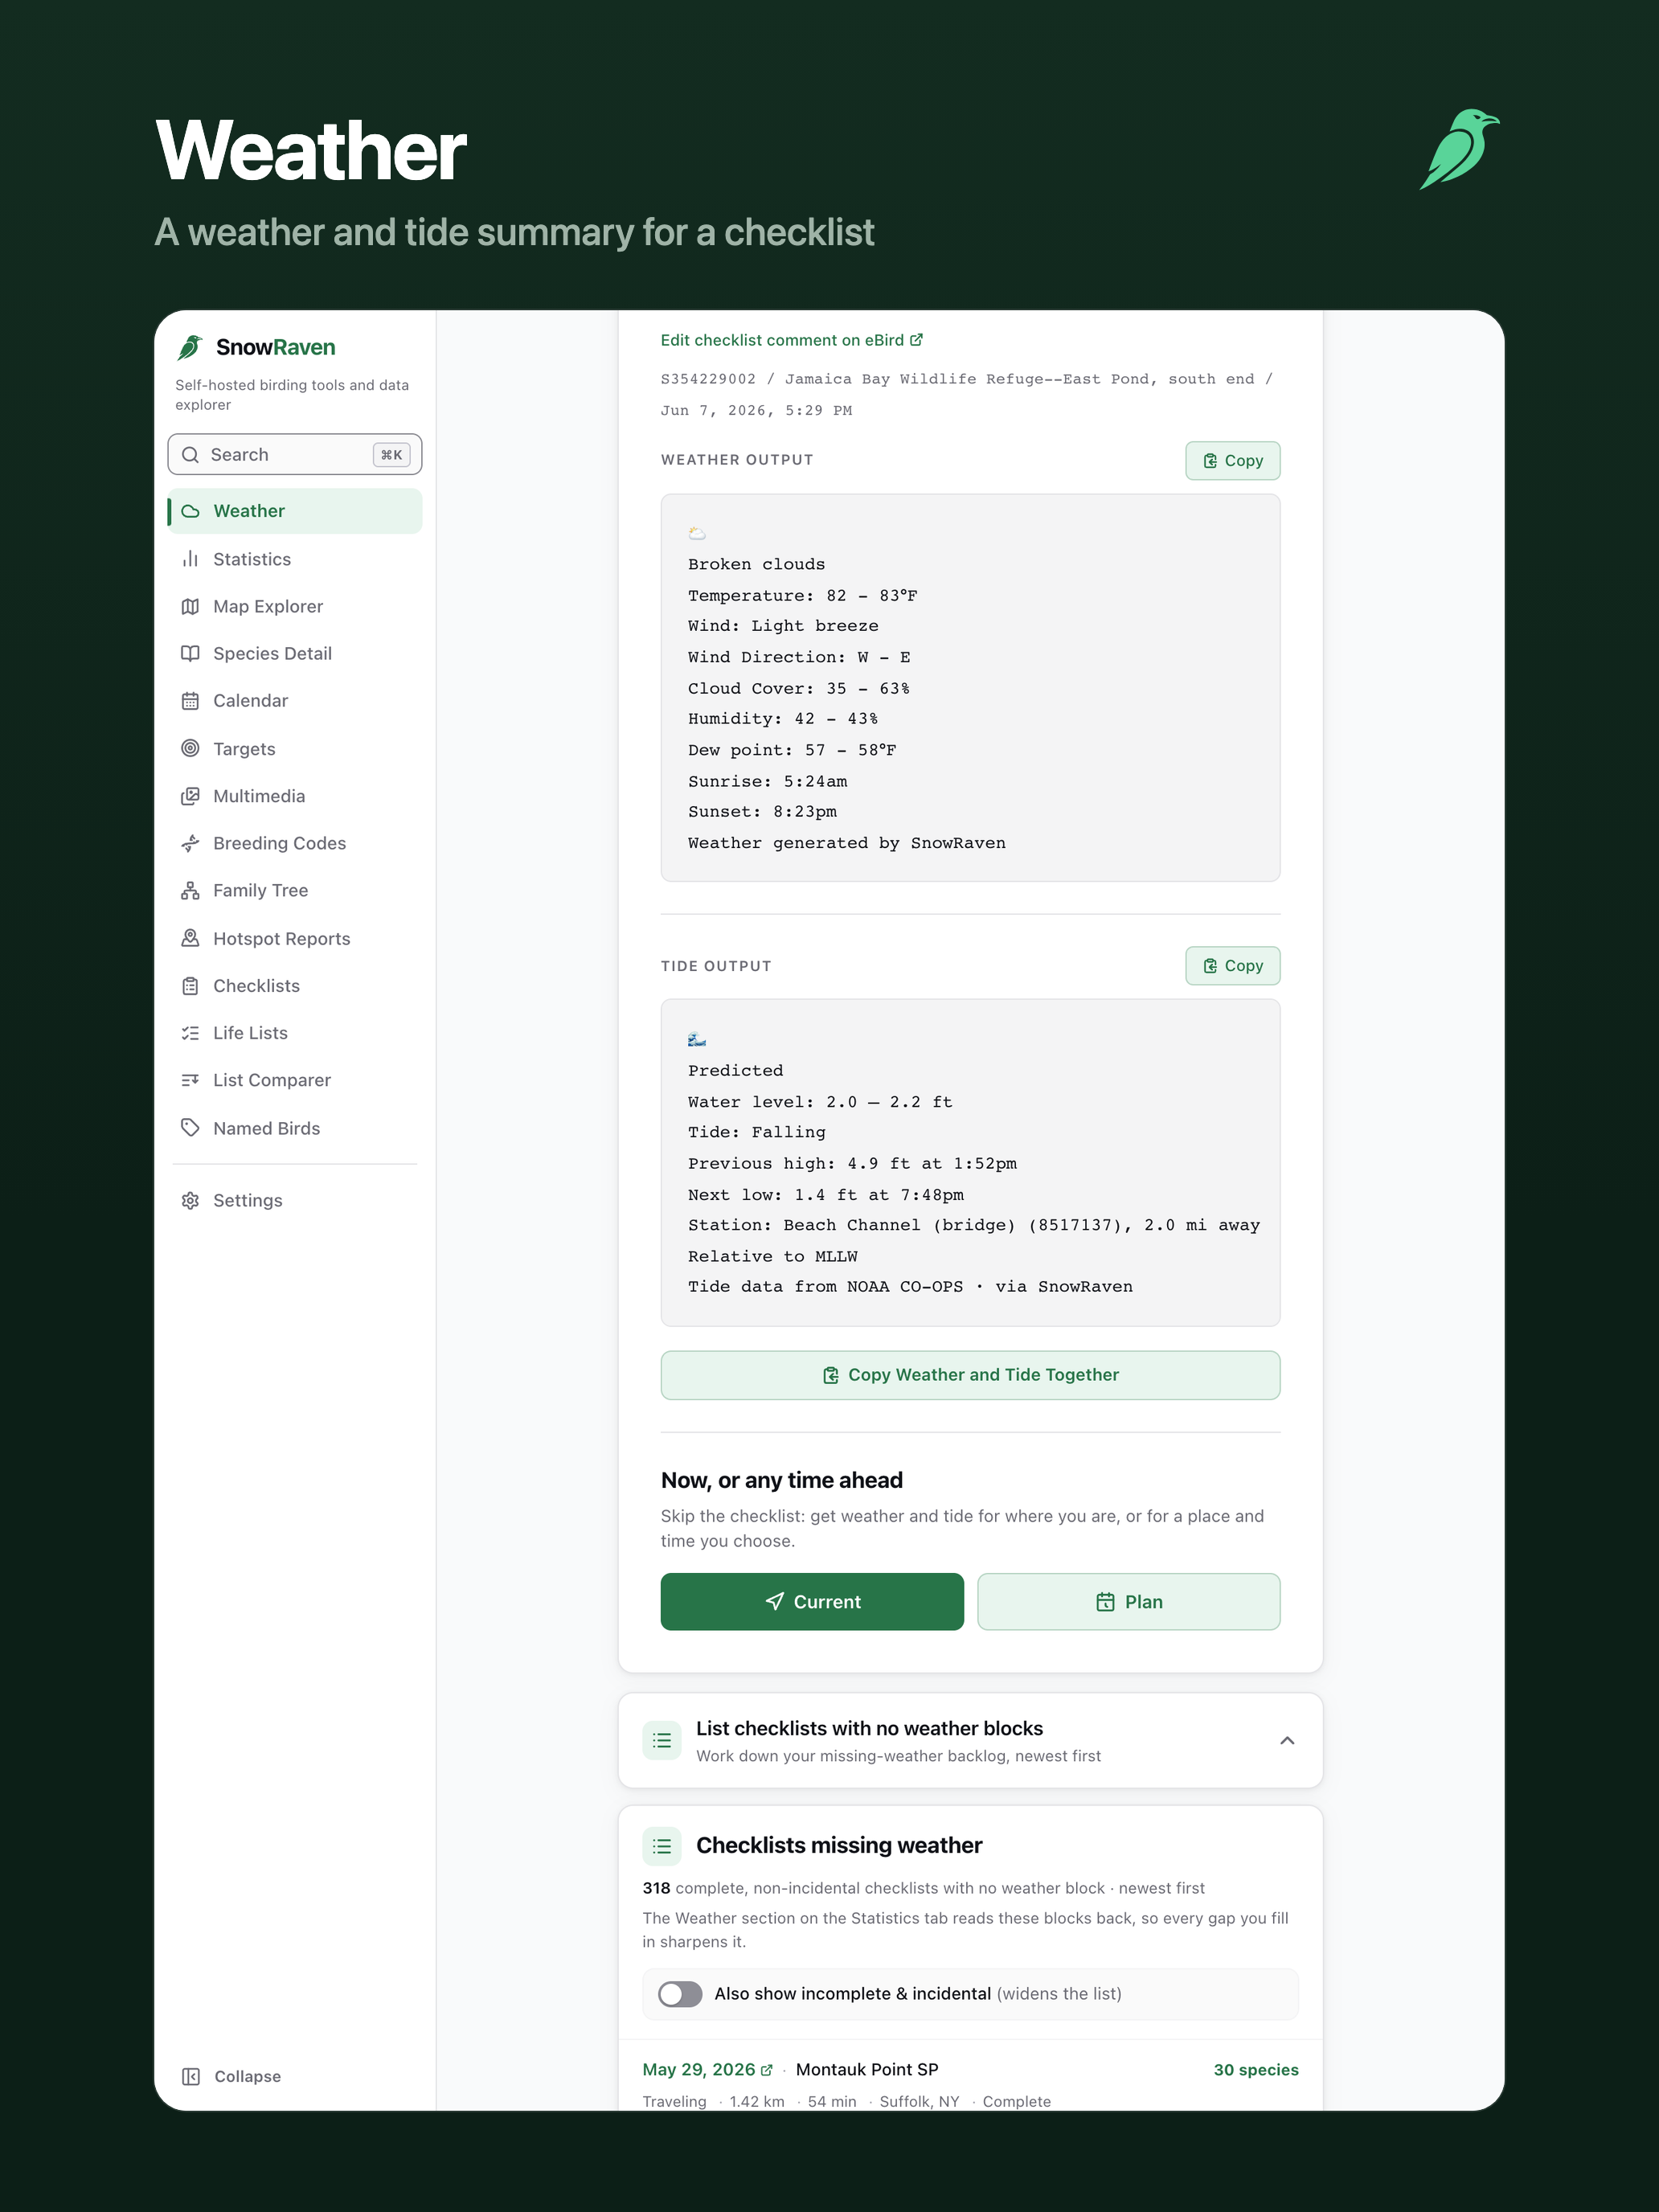 Weather
A weather and tide summary for a checklist
SnowRaven
Self-hosted birding tools and data
explorer
Search
⌘K
Weather
Statistics
Map Explorer
Species Detail
Calendar
Targets
Multimedia
Breeding Codes
Family Tree
Hotspot Reports
Checklists
Life Lists
List Comparer
Named Birds
Settings
Collapse
Edit checklist comment on eBird
S354229002 / Jamaica Bay Wildlife Refuge--East Pond, south end /
Jun 7, 2026, 5:29 PM
WEATHER OUTPUT
Copy
Broken clouds
Temperature: 82 – 83°F
Wind: Light breeze
Wind Direction: W – E
Cloud Cover: 35 – 63%
Humidity: 42 – 43%
Dew point: 57 – 58°F
Sunrise: 5:24am
Sunset: 8:23pm
Weather generated by SnowRaven
TIDE OUTPUT
Copy
Predicted
Water level: 2.0 — 2.2 ft
Tide: Falling
Previous high: 4.9 ft at 1:52pm
Next low: 1.4 ft at 7:48pm
Station: Beach Channel (bridge) (8517137), 2.0 mi away
Relative to MLLW
Tide data from NOAA CO-OPS · via SnowRaven
Copy Weather and Tide Together
Now, or any time ahead
Skip the checklist: get weather and tide for where you are, or for a place and
time you choose.
Current
Plan
List checklists with no weather blocks
Work down your missing-weather backlog, newest first
Checklists missing weather
318 complete, non-incidental checklists with no weather block · newest first
The Weather section on the Statistics tab reads these blocks back, so every gap you fill
in sharpens it.
Also show incomplete & incidental (widens the list)
May 29, 2026 · Montauk Point SP
30 species
Traveling · 1.42 km · 54 min · Suffolk, NY · Complete